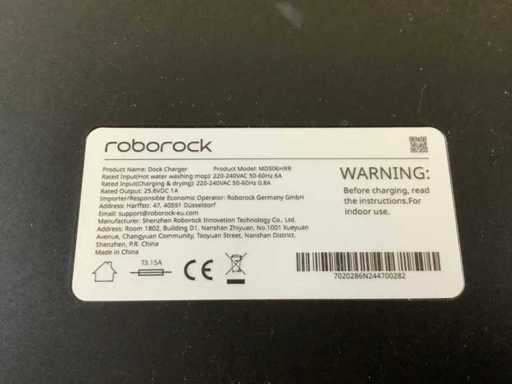 roborock
Product Name: Dock Charger Product Model: MDS06HRR
Rated Input(Hot water washing mop): 220-240VAC 50-60Hz 6A
Rated Input(Charging & drying): 220-240VAC 50-60Hz 0.8A
Rated Output: 25.6VDC 1A
Importer/Responsible Economic Operator: Roborock Germany GmbH
Address: Harffstr. 47, 40591 Düsseldorf
Email: support@roborock-eu.com
Manufacturer: Shenzhen Rorock Innovation Technology Co., Ltd.
Address: Room 1802, Building D1, Nanshan Zhiyuan, No.1001 Xueyuan
Avenue, Changyuan Community, Taoyuan Street, Nanshan District,
Shenzhen, P.R. China
Made in China
T3.15A
CE
WARNING:
Before charging, read
the instructions.For
indoor use.
7020286N244700282